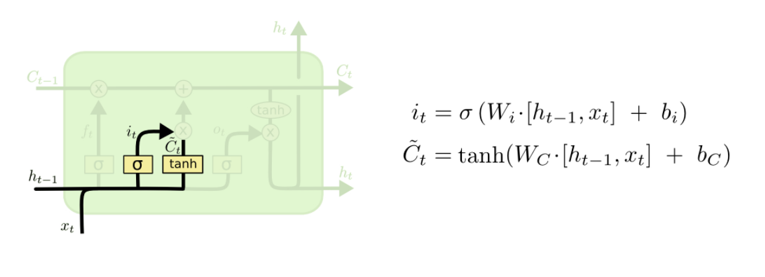 h_t
C_{t-1}
C_t
x
+
tanh
f_t
i_t
C̃_t
x
o_t
x
σ
σ
tanh
σ
h_{t-1}
h_t
x_t
i_t = σ (W_i·[h_{t-1}, x_t] + b_i)
C̃_t = tanh(W_C·[h_{t-1}, x_t] + b_C)